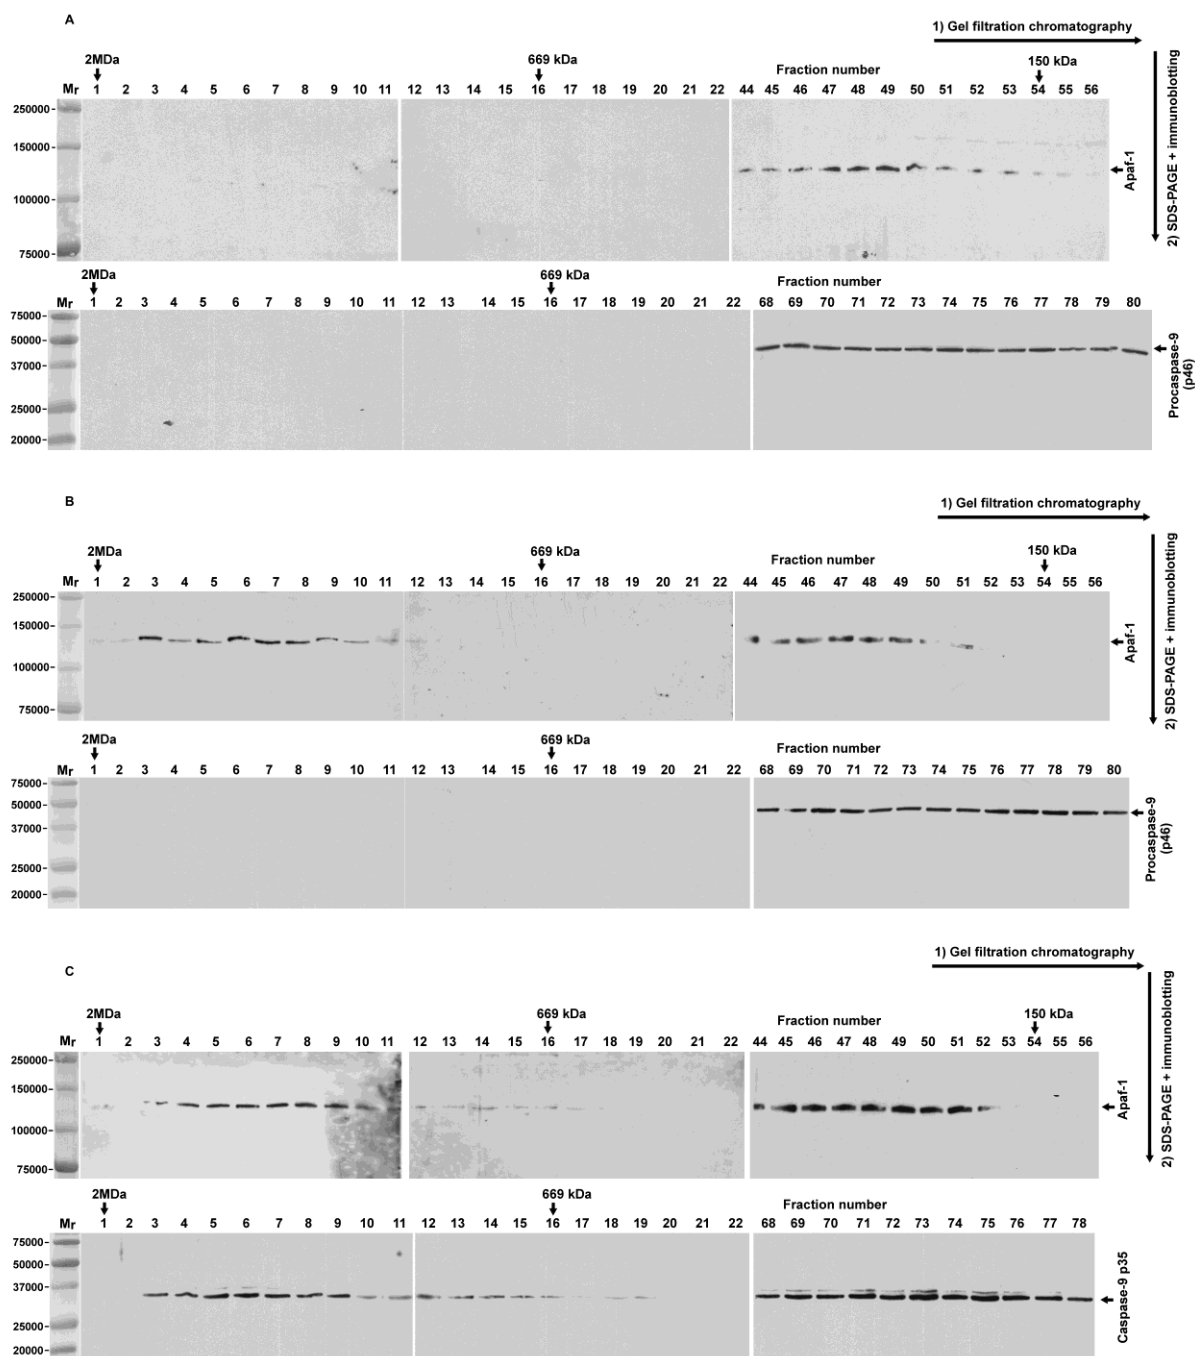 A
1) Gel filtration chromatography
2MDa 669 kDa Fraction number 150 kDa
Mr 1 2 3 4 5 6 7 8 9 10 11 12 13 14 15 16 17 18 19 20 21 22 44 45 46 47 48 49 50 51 52 53 54 55 56
250000
150000
100000
75000
Apaf-1
2) SDS-PAGE + immunoblotting
2MDa 669 kDa Fraction number
Mr 1 2 3 4 5 6 7 8 9 10 11 12 13 14 15 16 17 18 19 20 21 22 68 69 70 71 72 73 74 75 76 77 78 79 80
75000
50000
37000
25000
20000
Procaspase-9
(p46)
B
1) Gel filtration chromatography
2MDa 669 kDa Fraction number 150 kDa
Mr 1 2 3 4 5 6 7 8 9 10 11 12 13 14 15 16 17 18 19 20 21 22 44 45 46 47 48 49 50 51 52 53 54 55 56
250000
150000
100000
75000
Apaf-1
2) SDS-PAGE + immunoblotting
2MDa 669 kDa Fraction number
Mr 1 2 3 4 5 6 7 8 9 10 11 12 13 14 15 16 17 18 19 20 21 22 68 69 70 71 72 73 74 75 76 77 78 79 80
75000
50000
37000
25000
20000
Procaspase-9
(p46)
C
1) Gel filtration chromatography
2MDa 669 kDa Fraction number 150 kDa
Mr 1 2 3 4 5 6 7 8 9 10 11 12 13 14 15 16 17 18 19 20 21 22 44 45 46 47 48 49 50 51 52 53 54 55 56
250000
150000
100000
75000
Apaf-1
2) SDS-PAGE + immunoblotting
2MDa 669 kDa Fraction number
Mr 1 2 3 4 5 6 7 8 9 10 11 12 13 14 15 16 17 18 19 20 21 22 68 69 70 71 72 73 74 75 76 77 78
75000
50000
37000
25000
20000
Caspase-9 p35